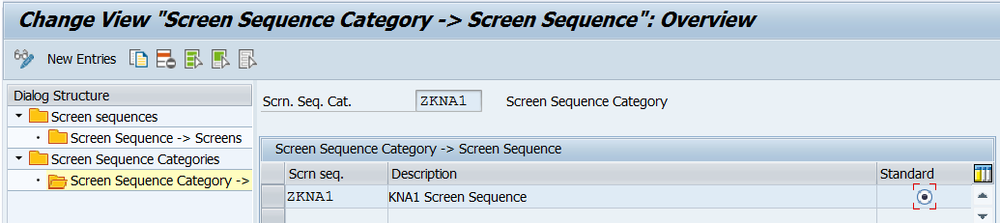 Change View "Screen Sequence Category -> Screen Sequence": Overview
New Entries
Dialog Structure
Screen sequences
Screen Sequence -> Screens
Screen Sequence Categories
Screen Sequence Category ->
Scrn. Seq. Cat. ZKNA1 Screen Sequence Category
Screen Sequence Category -> Screen Sequence
Scrn seq. Description Standard
ZKNA1 KNA1 Screen Sequence